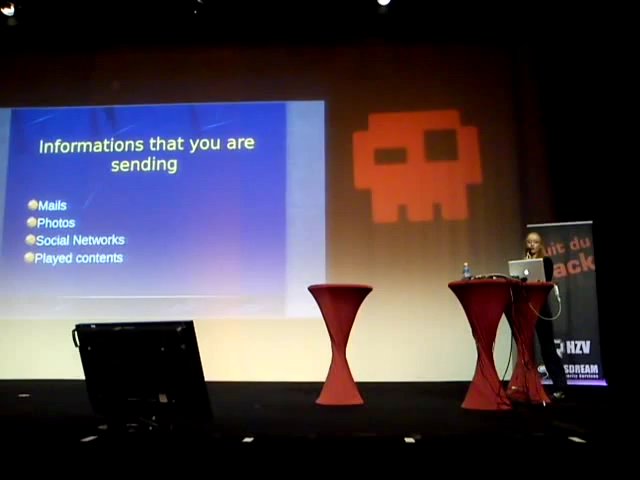 Informations that you are
sending
Mails
Photos
Social Networks
Played contents
uit du
ack
HZV
SDREAM